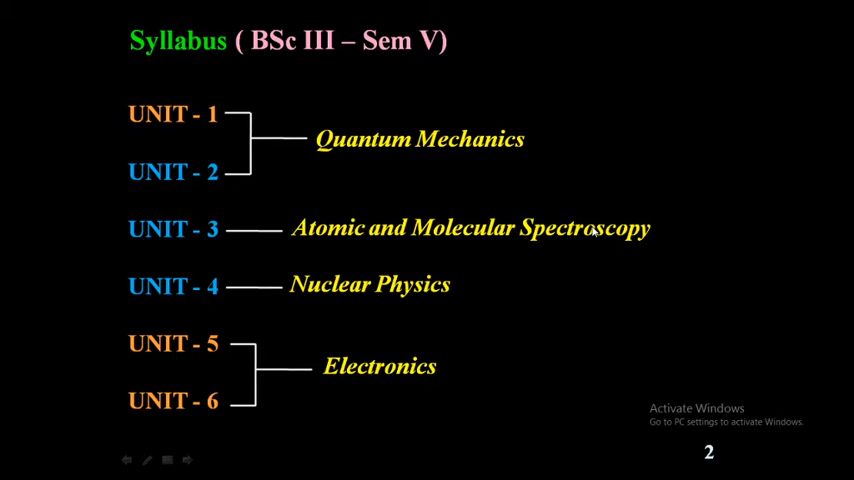 Syllabus ( BSc III – Sem V)
UNIT - 1
Quantum Mechanics
UNIT - 2
UNIT - 3 Atomic and Molecular Spectroscopy
UNIT - 4 Nuclear Physics
UNIT - 5
Electronics
UNIT - 6
Activate Windows
Go to PC settings to activate Windows.
2